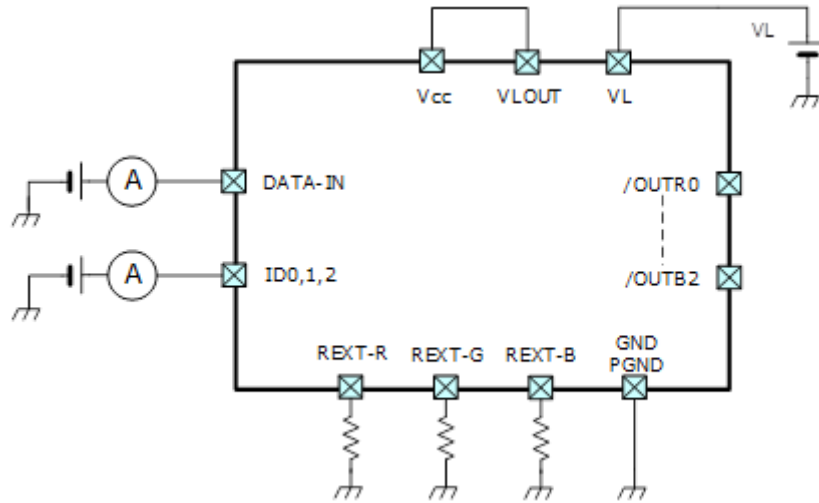 VL
Vcc VLOUT VL
A DATA-IN /OUTR0
A ID0,1,2 /OUTB2
REXT-R REXT-G REXT-B GND
PGND